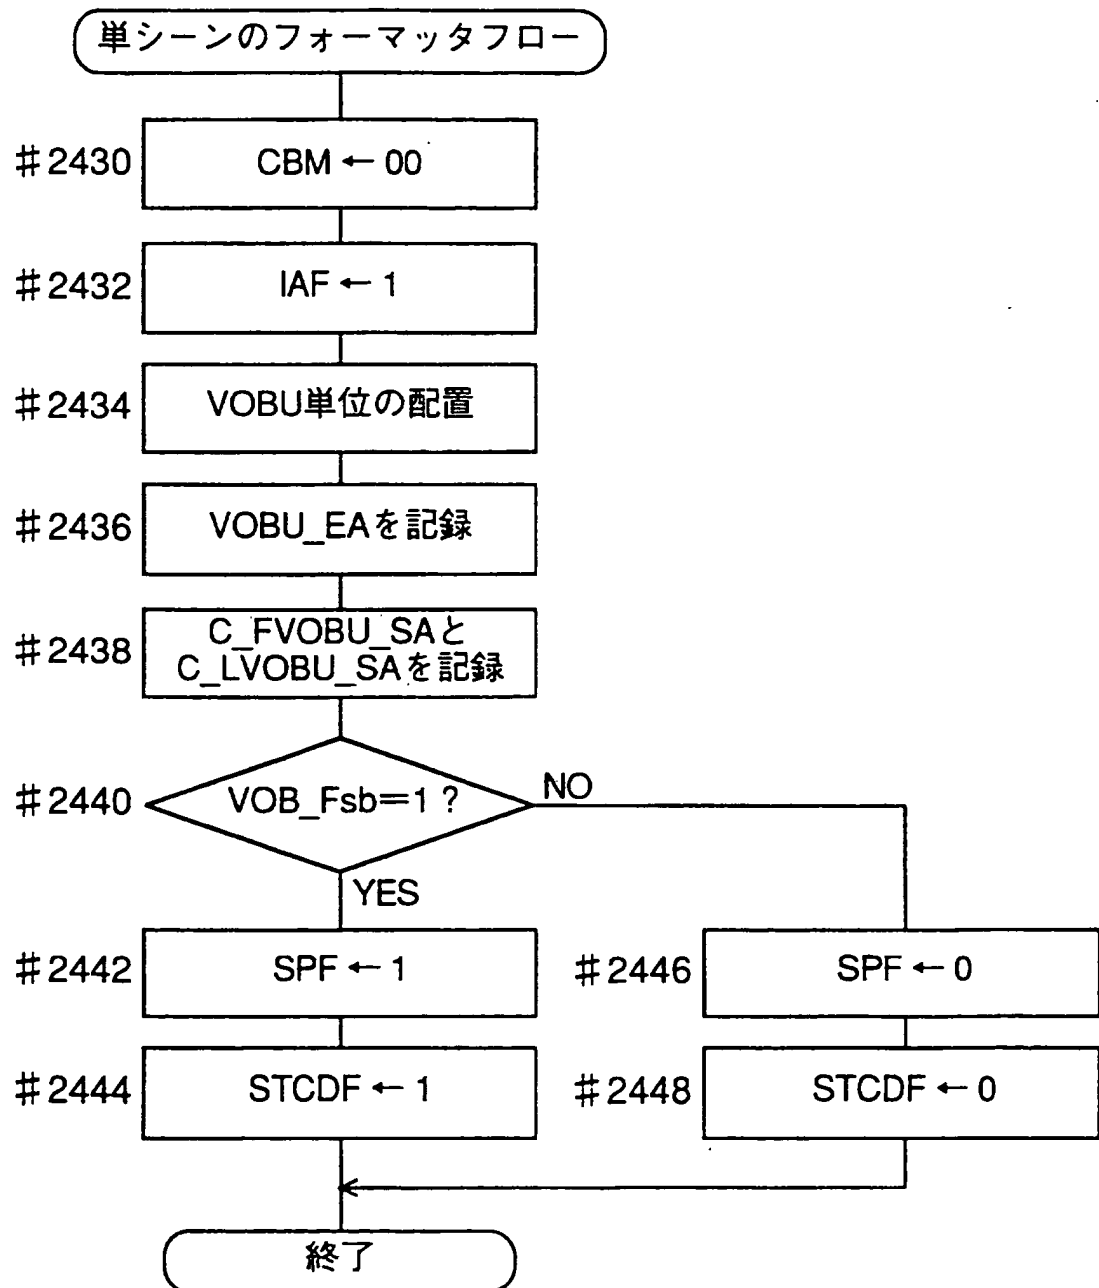 単シーンのフォーマッタフロー
#2430
CBM ← 00
#2432
IAF ← 1
#2434
VOBU単位の配置
#2436
VOBU_EAを記録
#2438
C_FVOBU_SAと
C_LVOBU_SAを記録
#2440
VOB_Fsb=1 ?
NO
YES
#2442
SPF ← 1
#2446
SPF ← 0
#2444
STCDF ← 1
#2448
STCDF ← 0
終了